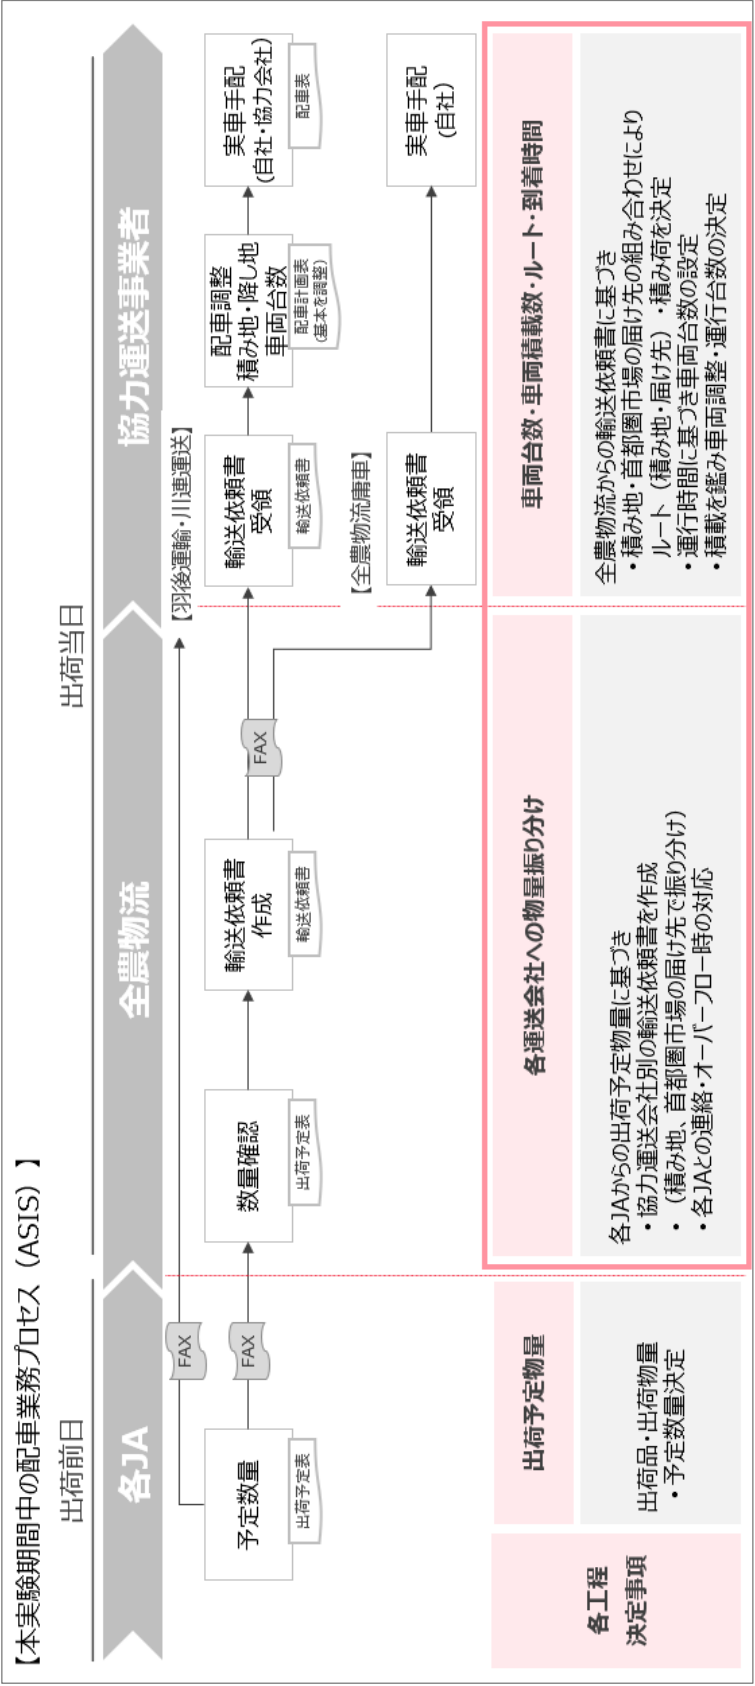 【本実験期間中の配車業務プロセス（ASIS）】
出荷前日
出荷当日
各JA
全農物流
協力運送事業者
FAX
【羽後運輸・川連運送】
予定数量
出荷予定表
FAX
数量確認
出荷予定表
輸送依頼書
作成
輸送依頼書
FAX
輸送依頼書
受領
輸送依頼書
配車調整
積み地・降し地
車両台数
配車計画表
(基本を調整)
実車手配
(自社・協力会社)
配車表
【全農物流庸車】
輸送依頼書
受領
実車手配
(自社)
各工程
決定事項
出荷予定物量
出荷品・出荷物量
・予定数量決定
各運送会社への物量振り分け
各JAからの出荷予定物量に基づき
・協力運送会社別の輸送依頼書を作成
・（積み地、首都圏市場の届け先で振り分け）
・各JAとの連絡・オーバーフロー時の対応
車両台数・車両積載数・ルート・到着時間
全農物流からの輸送依頼書に基づき
・積み地・首都圏市場の届け先の組み合わせにより
ルート（積み地・届け先）・積み荷を決定
・運行時間に基づき車両台数の設定
・積載を鑑み車両調整・運行台数の決定